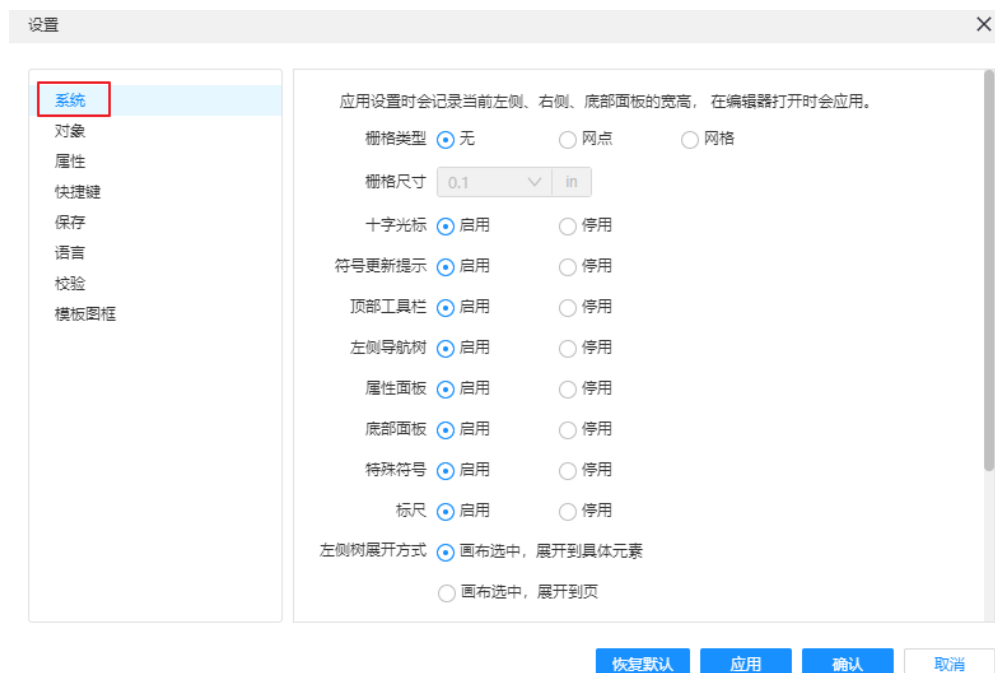 设置
系统
对象
属性
快捷键
保存
语言
校验
模板图框
应用设置时会记录当前左侧、右侧、底部面板的宽高， 在编辑器打开时会应用。
栅格类型 无 网点 网格
栅格尺寸 0.1 in
十字光标 启用 停用
符号更新提示 启用 停用
顶部工具栏 启用 停用
左侧导航树 启用 停用
属性面板 启用 停用
底部面板 启用 停用
特殊符号 启用 停用
标尺 启用 停用
左侧树展开方式 画布选中，展开到具体元素
画布选中，展开到页
恢复默认 应用 确认 取消